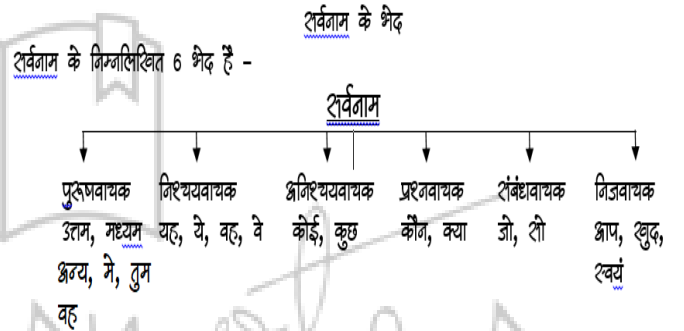 सर्वनाम के भेद
सर्वनाम के निम्नलिखित 6 भेद हैं -
सर्वनाम
पुरूषवाचक निश्चयवाचक अनिश्चयवाचक प्रश्नवाचक संबंधवाचक निजवाचक
उत्तम, मध्यम यह, ये, वह, वे कोई, कुछ कौन, क्या जो, सो आप, खुद,
अन्य, मे, तुम स्वयं
वह